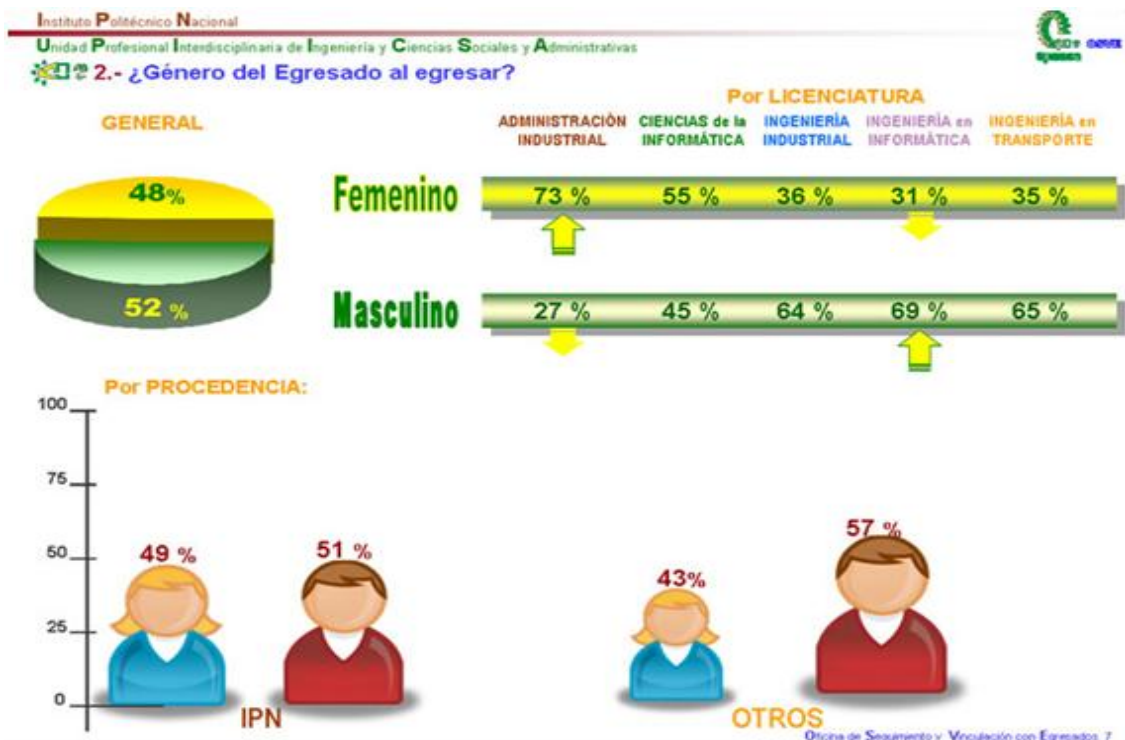 Instituto Politécnico Nacional
Unidad Profesional Interdisciplinaria de Ingeniería y Ciencias Sociales y Administrativas
2.- ¿Género del Egresado al egresar?
GENERAL
48%
52 %
Por LICENCIATURA
ADMINISTRACIÓN INDUSTRIAL
CIENCIAS de la INFORMÁTICA
INGENIERÍA INDUSTRIAL
INGENIERÍA en INFORMÁTICA
INGENIERÍA en TRANSPORTE
Femenino 73 % 55 % 36 % 31 % 35 %
Masculino 27 % 45 % 64 % 69 % 65 %
Por PROCEDENCIA:
100
75
50
25
0
49 %
51 %
IPN
43%
57 %
OTROS
Oficina de Seguimiento y Vinculación con Egresados 7